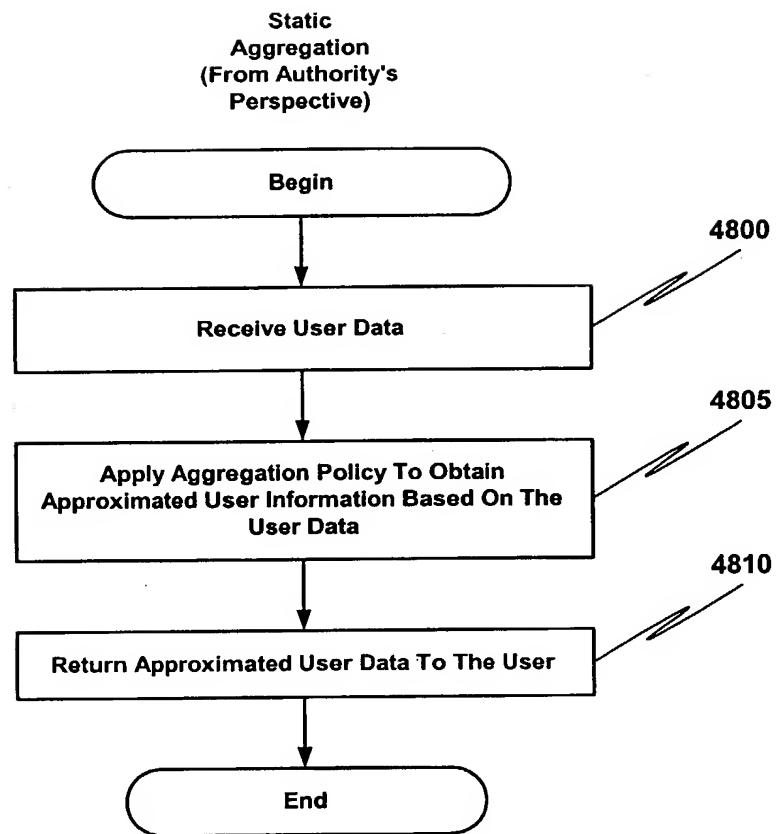 Static
Aggregation
(From Authority's
Perspective)
Begin
4800
Receive User Data
4805
Apply Aggregation Policy To Obtain
Approximated User Information Based On The
User Data
4810
Return Approximated User Data To The User
End